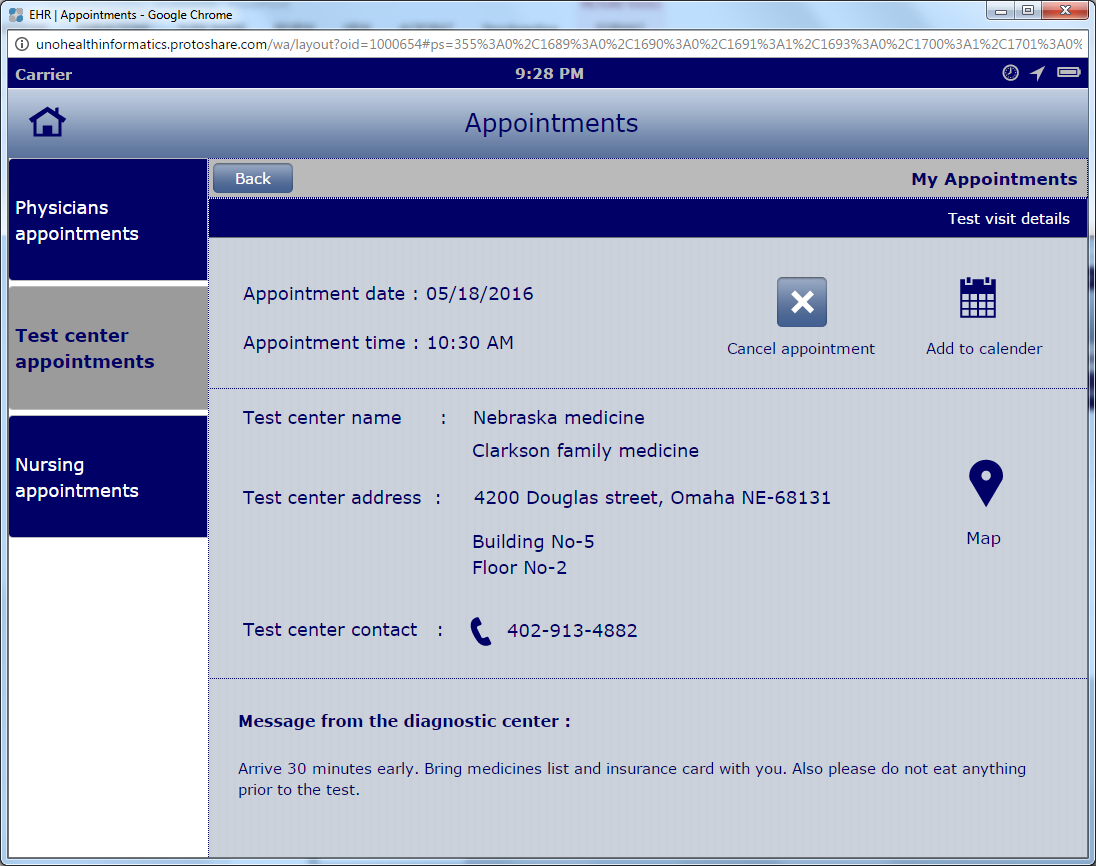 EHR | Appointments - Google Chrome
unohealthinformatics.protoshare.com/wa/layout?oid=1000654#ps=355%3A0%2C1689%3A0%2C1690%3A0%2C1691%3A1%2C1693%3A0%2C1700%3A1%2C1701%3A0%
Carrier 9:28 PM
Appointments
Back
My Appointments
Test visit details
Physicians
appointments
Test center
appointments
Nursing
appointments
Appointment date : 05/18/2016
Appointment time : 10:30 AM
Cancel appointment
Add to calender
Test center name : Nebraska medicine
Clarkson family medicine
Test center address : 4200 Douglas street, Omaha NE-68131
Building No-5
Floor No-2
Map
Test center contact : 402-913-4882
Message from the diagnostic center :
Arrive 30 minutes early. Bring medicines list and insurance card with you. Also please do not eat anything
prior to the test.